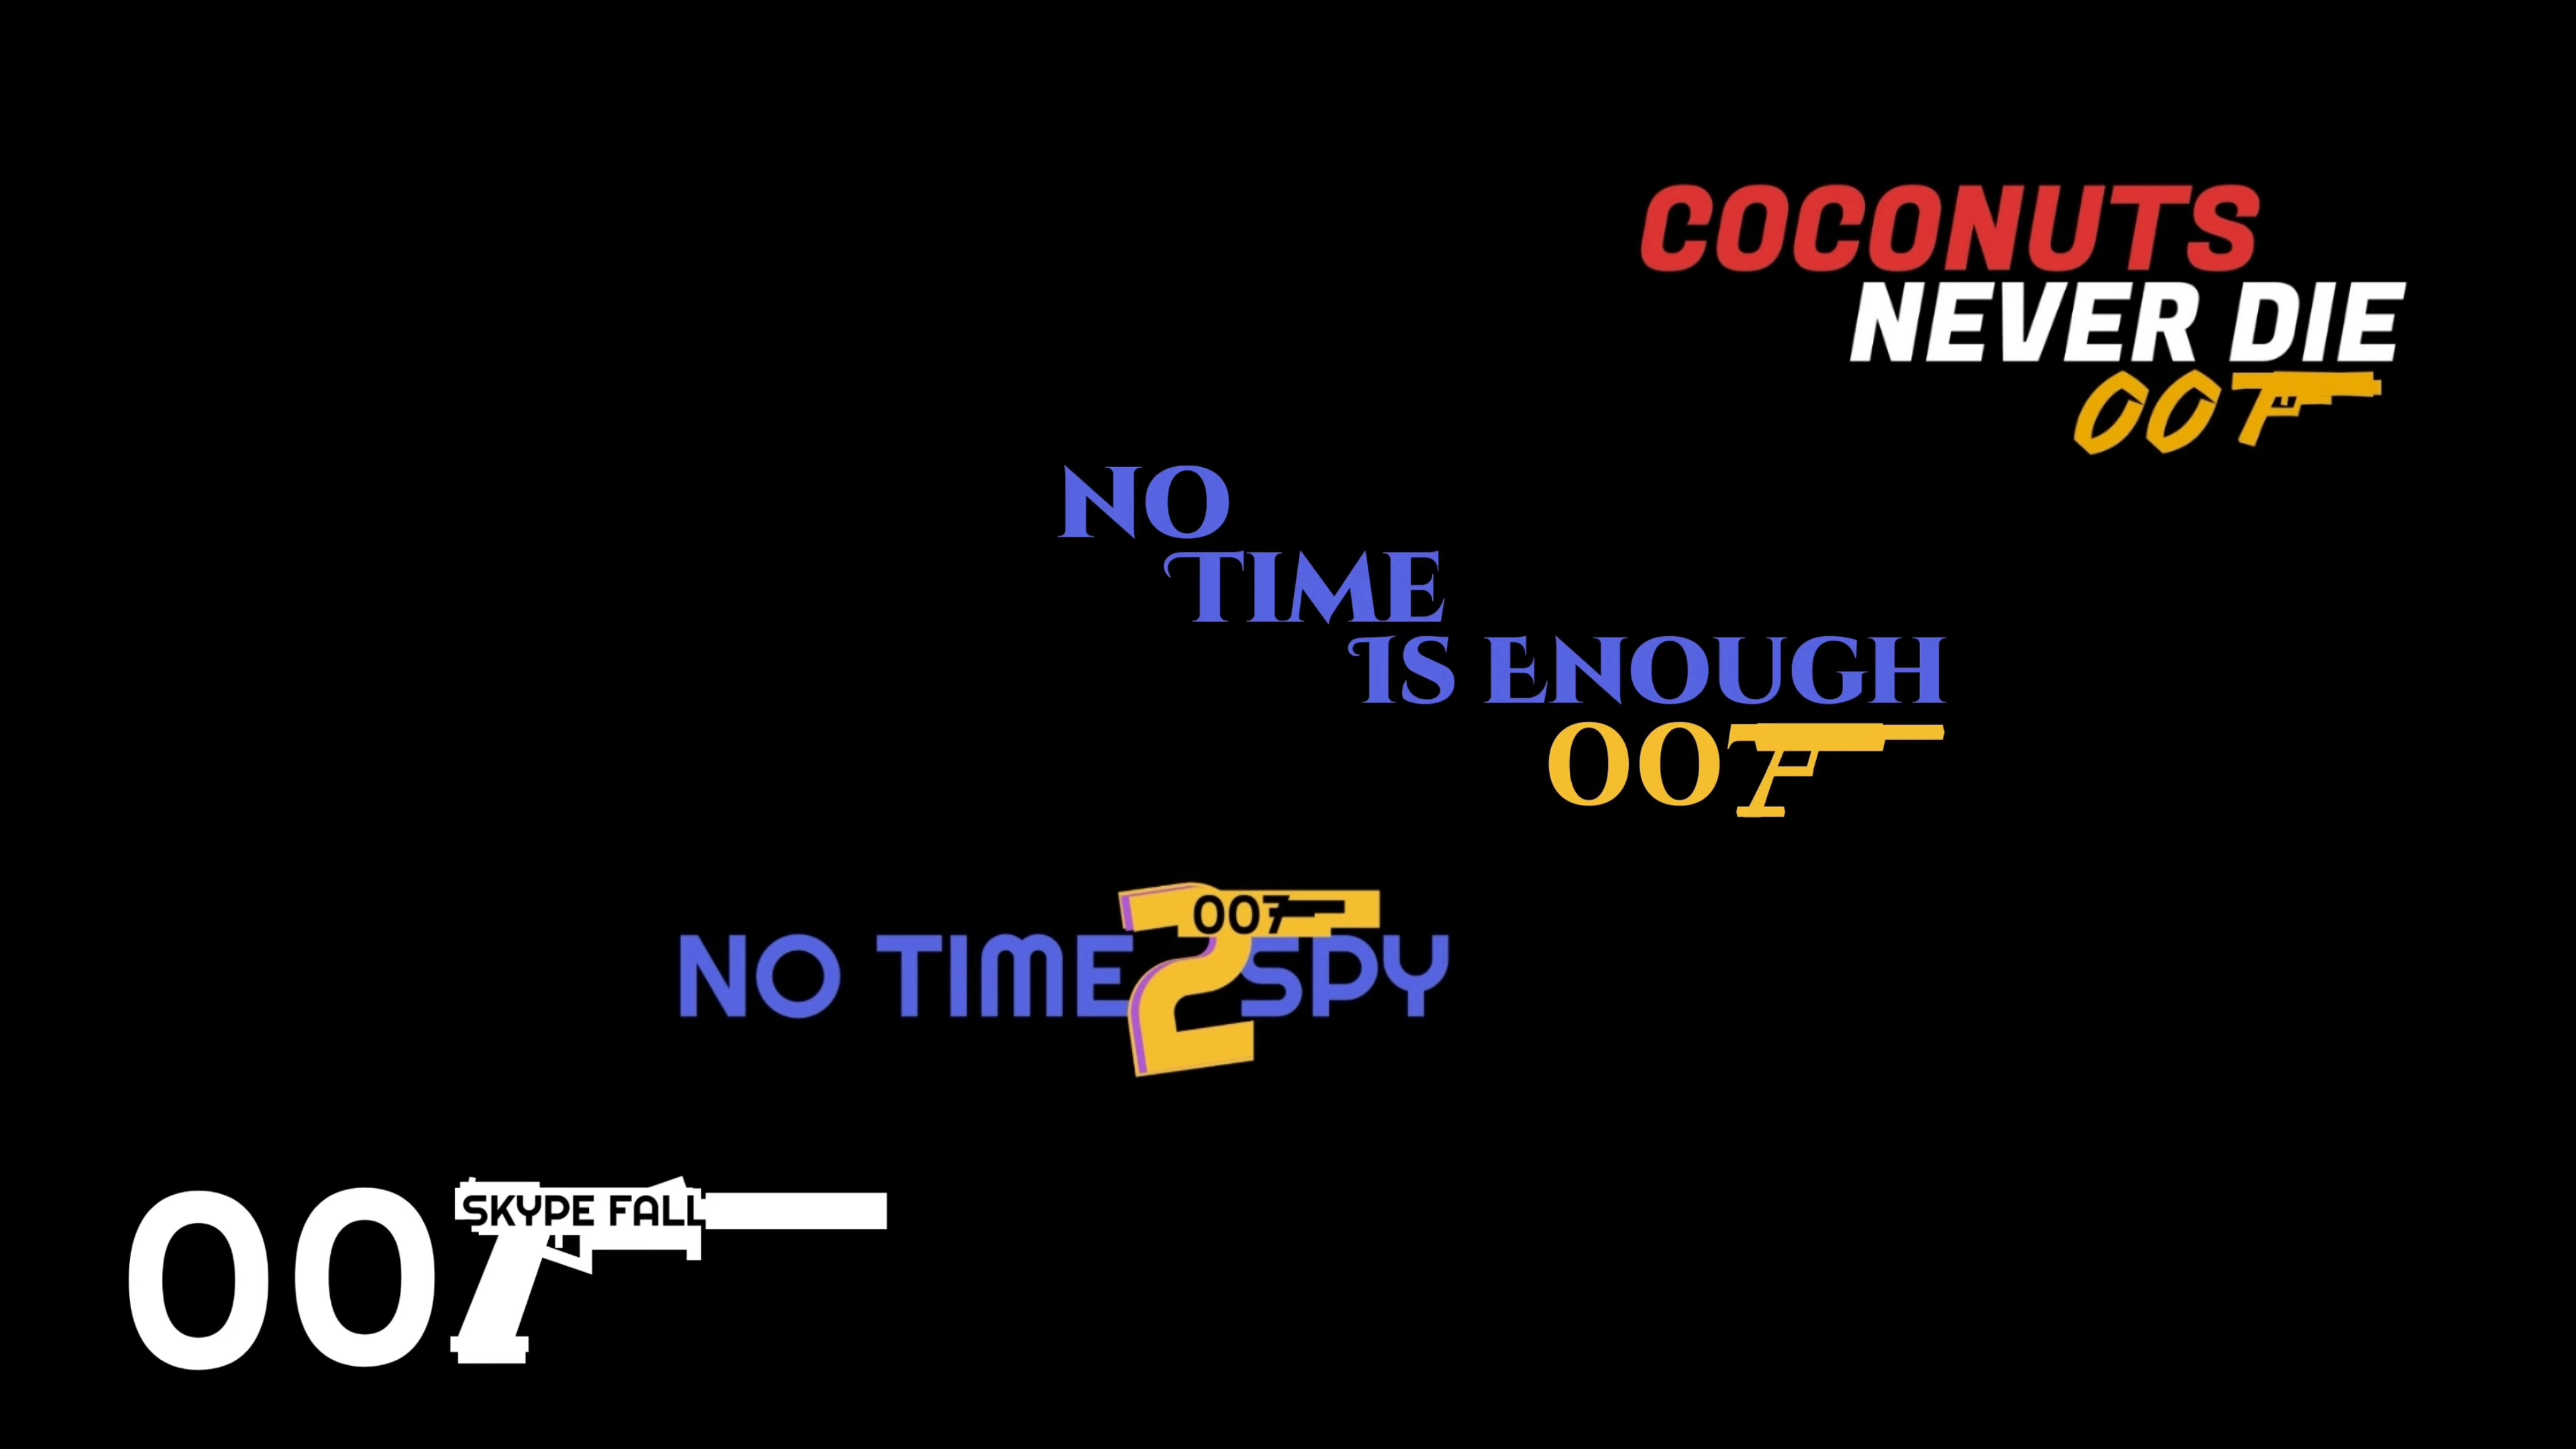 COCONUTS
NEVER DIE
007
NO
TIME
IS ENOUGH
007
007
NO TIME 2 SPY
007
SKYPE FALL